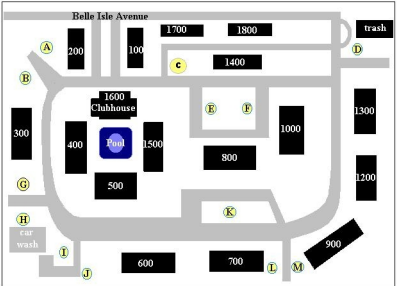 Belle Isle Avenue
trash
A
200
100
1700
1800
D
C
1400
B
1600
Clubhouse
E
F
1300
300
400
Pool
1500
1000
800
G
500
1200
H
K
car
wash
I
900
J
600
700
L
M